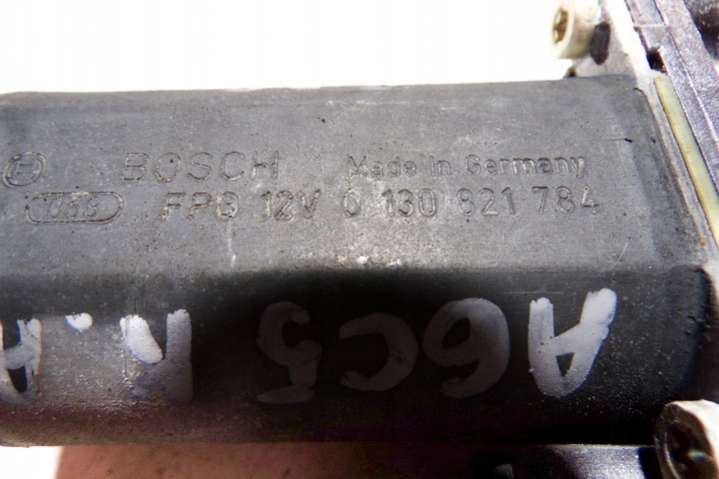 BOSCH Made in Germany
FPG 12V 0 130 821 784
A6C5 R.A